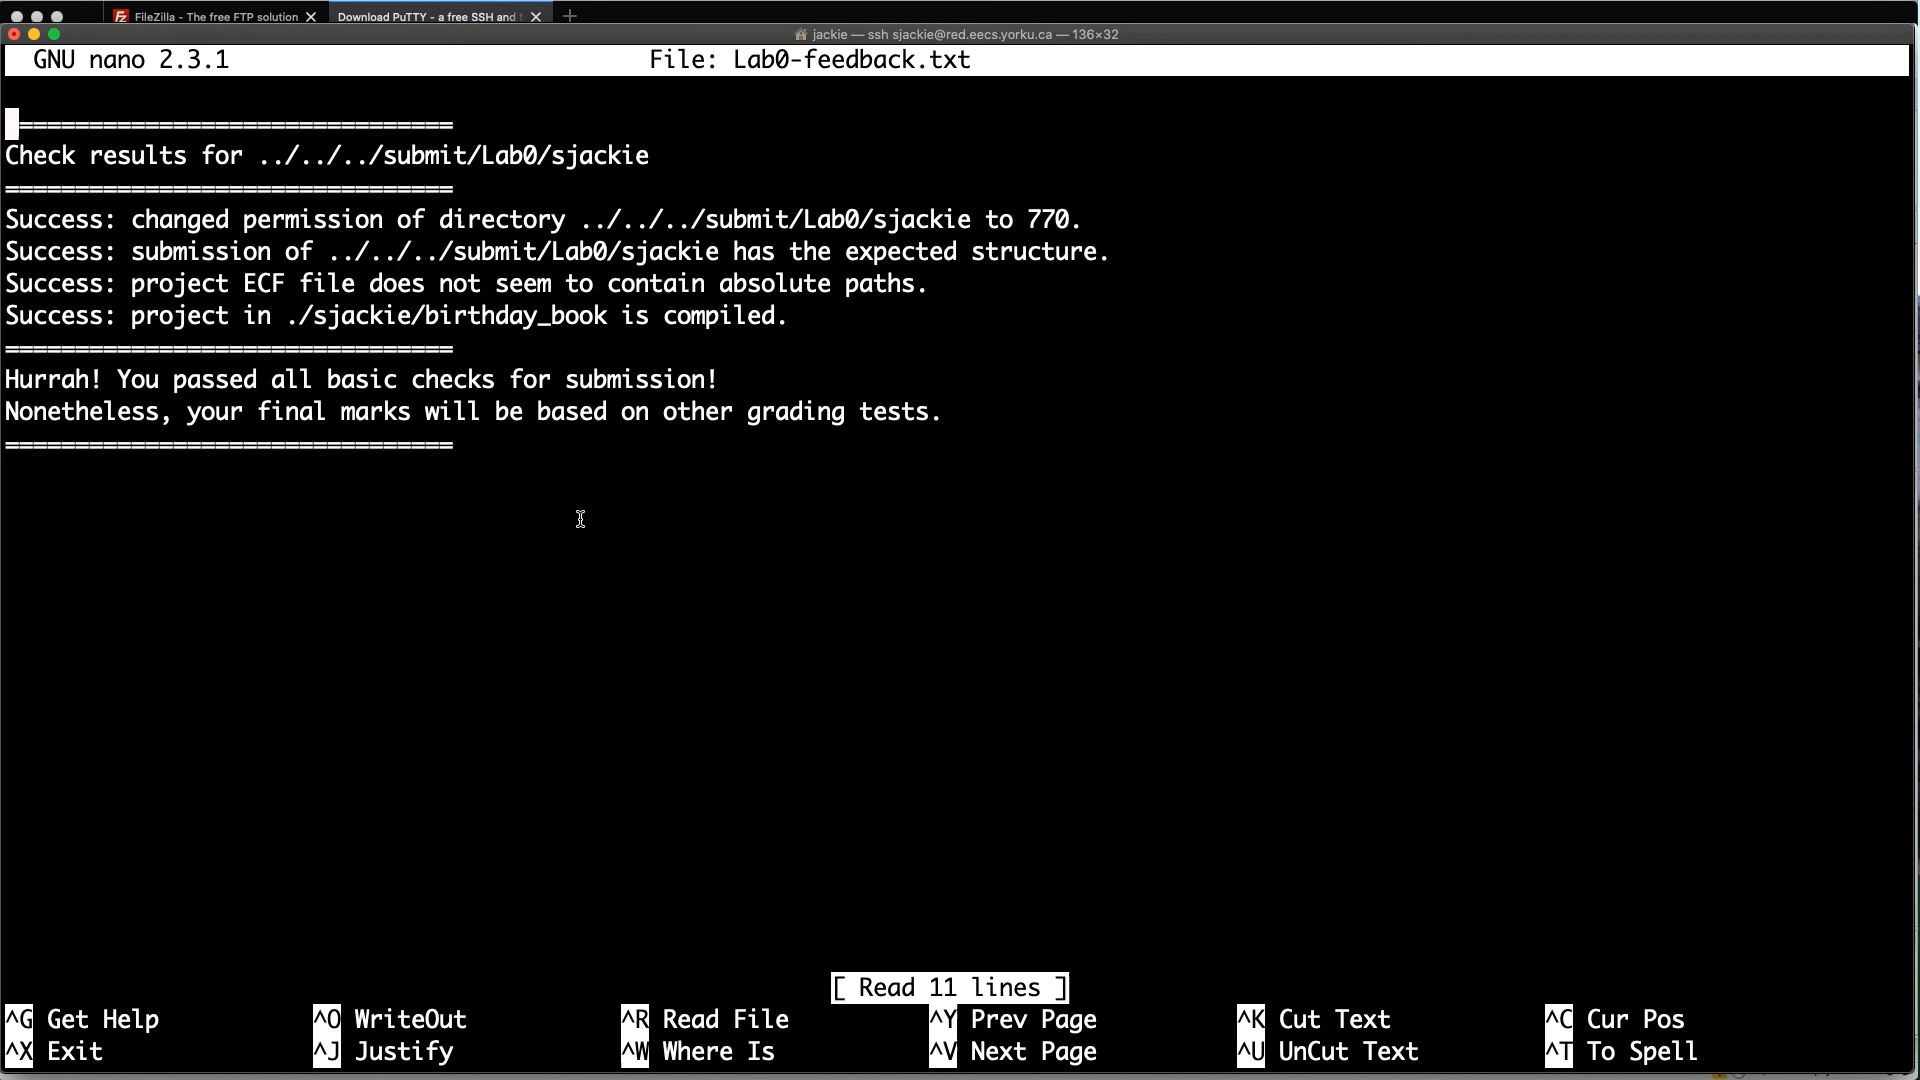 FileZilla - The free FTP solution
Download PuTTY - a free SSH and
jackie — ssh sjackie@red.eecs.yorku.ca — 136×32
GNU nano 2.3.1 File: Lab0-feedback.txt
================================
Check results for ../../../submit/Lab0/sjackie
================================
Success: changed permission of directory ../../../submit/Lab0/sjackie to 770.
Success: submission of ../../../submit/Lab0/sjackie has the expected structure.
Success: project ECF file does not seem to contain absolute paths.
Success: project in ./sjackie/birthday_book is compiled.
================================
Hurrah! You passed all basic checks for submission!
Nonetheless, your final marks will be based on other grading tests.
================================
[ Read 11 lines ]
^G Get Help ^O WriteOut ^R Read File ^Y Prev Page ^K Cut Text ^C Cur Pos
^X Exit ^J Justify ^W Where Is ^V Next Page ^U UnCut Text ^T To Spell